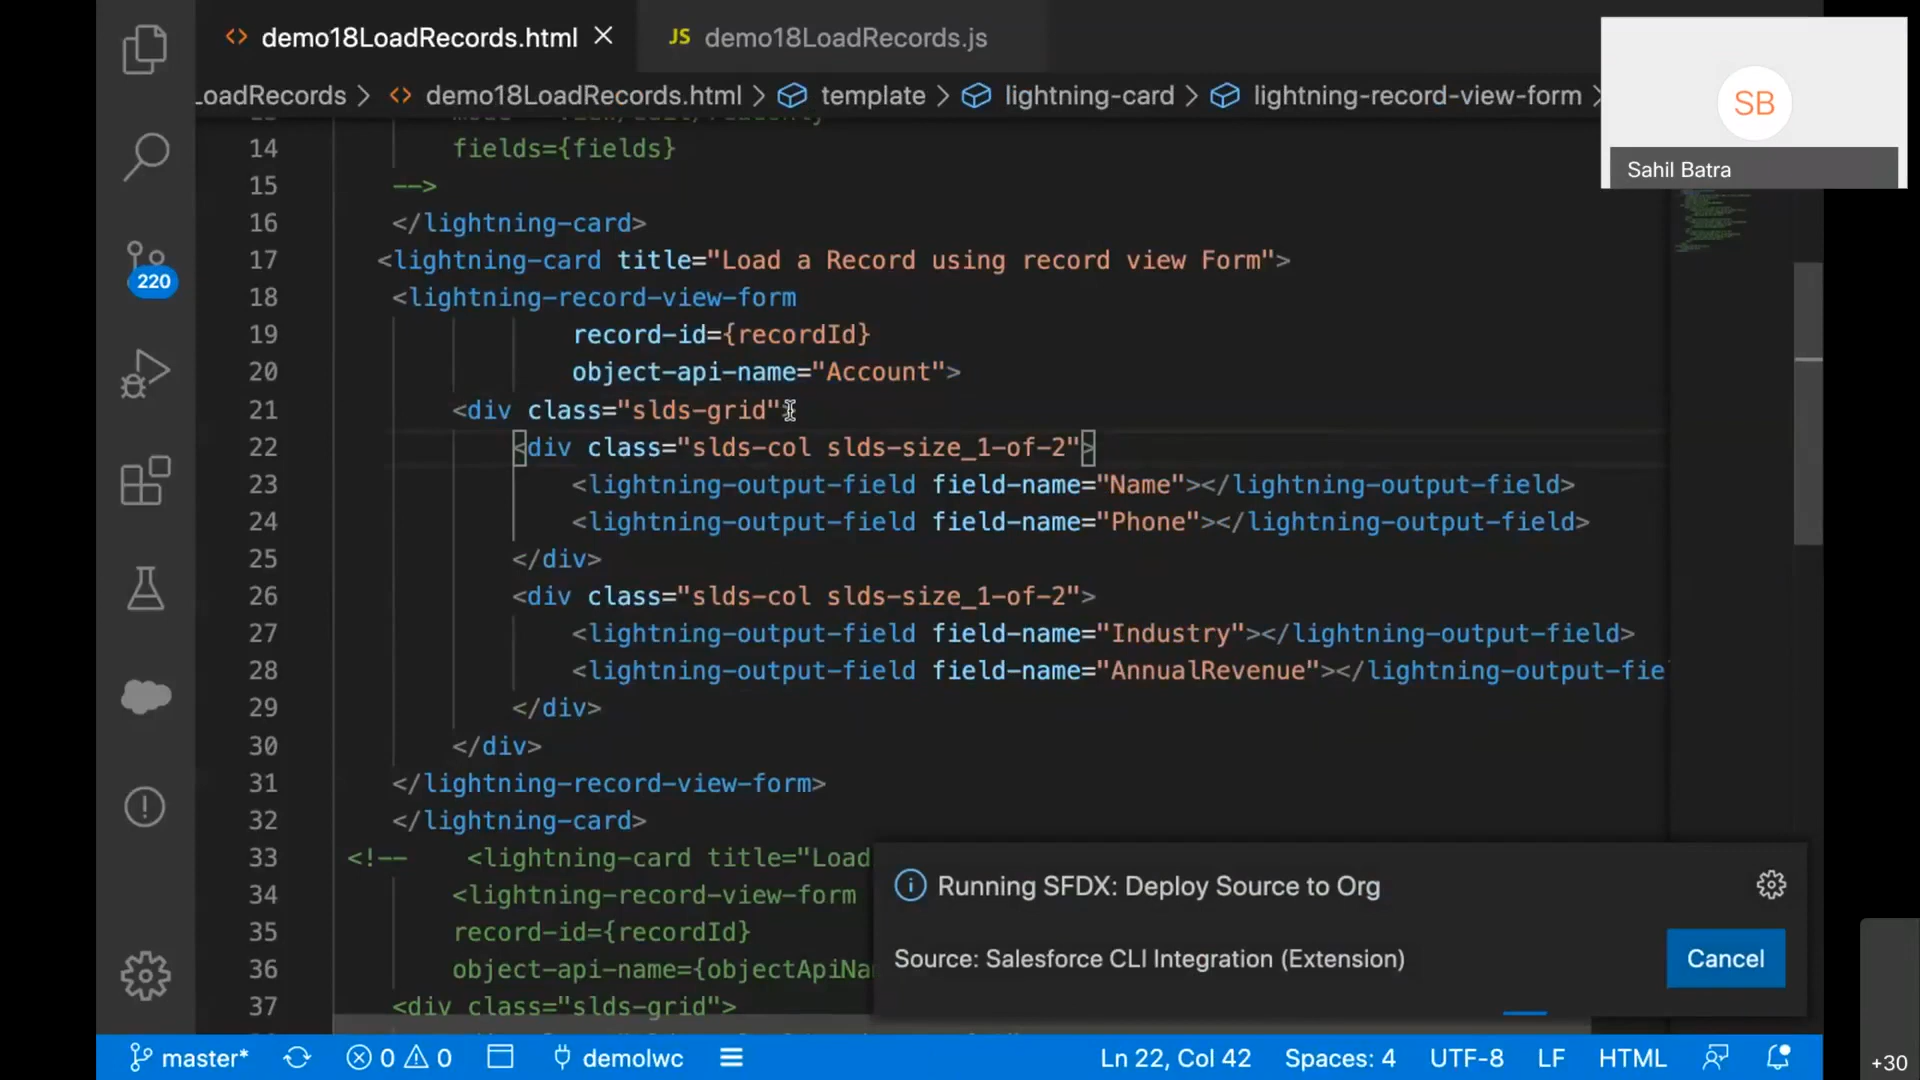 demo18LoadRecords.html
JS demo18LoadRecords.js
LoadRecords > demo18LoadRecords.html > template > lightning-card > lightning-record-view-form >
SB
Sahil Batra
14 fields={fields}
15 -->
16 </lightning-card>
17 <lightning-card title="Load a Record using record view Form">
18 <lightning-record-view-form
19 record-id={recordId}
20 object-api-name="Account">
21 <div class="slds-grid">
22 <div class="slds-col slds-size_1-of-2">
23 <lightning-output-field field-name="Name"></lightning-output-field>
24 <lightning-output-field field-name="Phone"></lightning-output-field>
25 </div>
26 <div class="slds-col slds-size_1-of-2">
27 <lightning-output-field field-name="Industry"></lightning-output-field>
28 <lightning-output-field field-name="AnnualRevenue"></lightning-output-fie
29 </div>
30 </div>
31 </lightning-record-view-form>
32 </lightning-card>
33 <!-- <lightning-card title="Load
34 <lightning-record-view-form
35 record-id={recordId}
36 object-api-name={objectApiNa
37 <div class="slds-grid">
220
Running SFDX: Deploy Source to Org
Source: Salesforce CLI Integration (Extension)
Cancel
master* 0 0 demolwc Ln 22, Col 42 Spaces: 4 UTF-8 LF HTML
+30